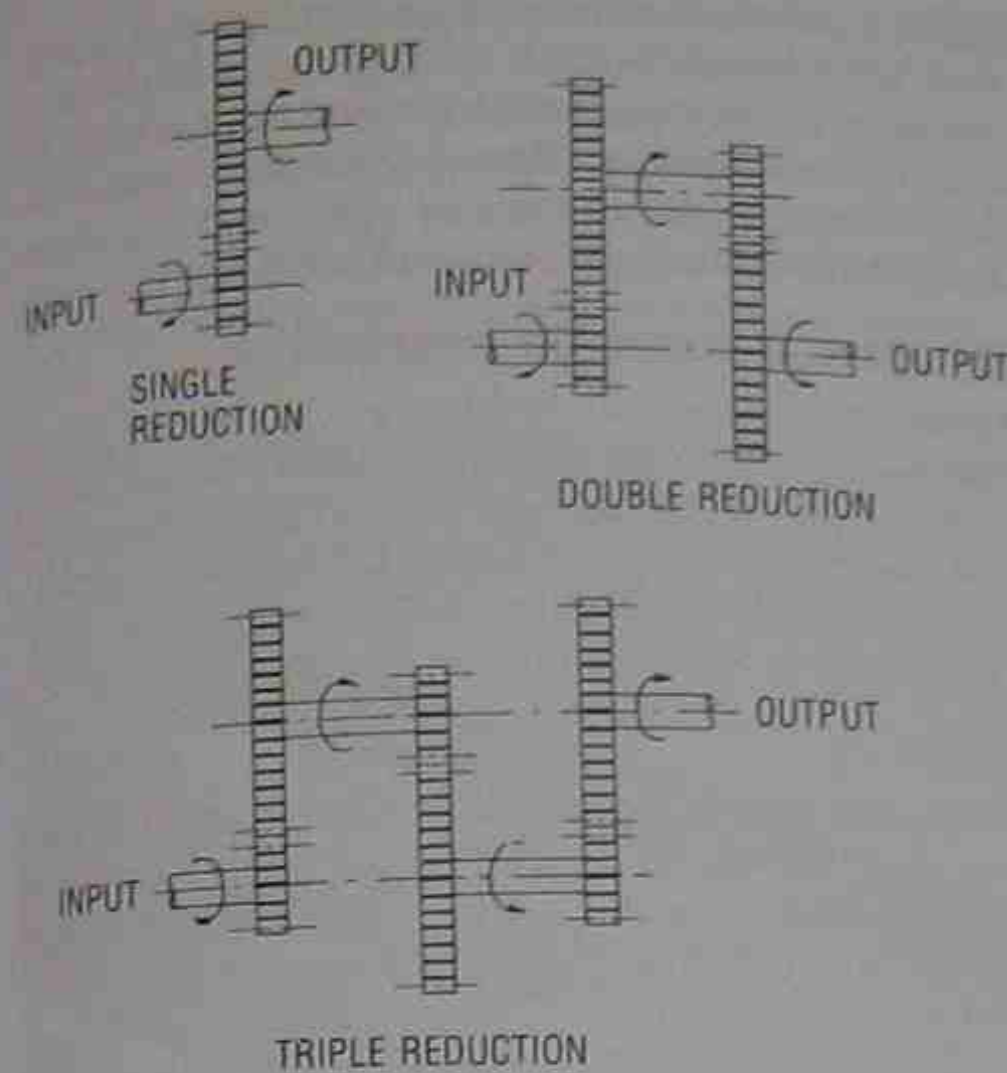 OUTPUT
INPUT
SINGLE
REDUCTION
INPUT
OUTPUT
DOUBLE REDUCTION
OUTPUT
INPUT
TRIPLE REDUCTION